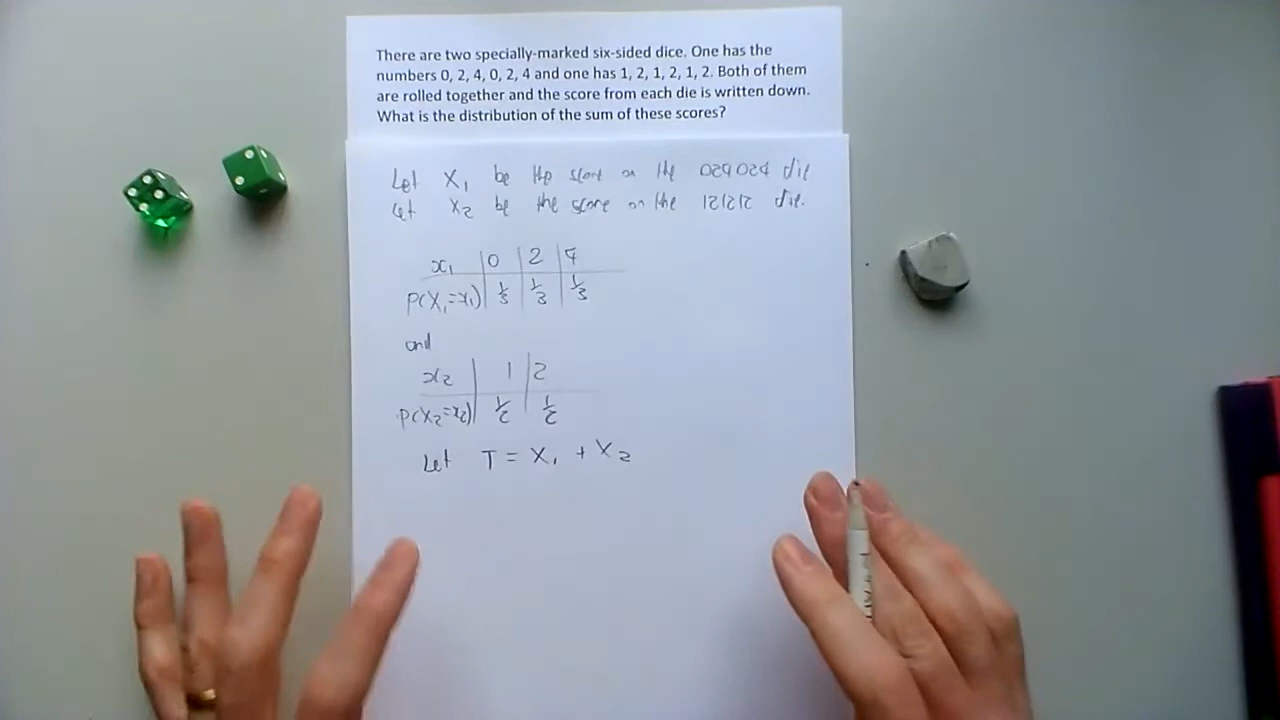 There are two specially-marked six-sided dice. One has the
numbers 0, 2, 4, 0, 2, 4 and one has 1, 2, 1, 2, 1, 2. Both of them
are rolled together and the score from each die is written down.
What is the distribution of the sum of these scores?
Let X₁ be the score on the 024024 die
Let X₂ be the score on the 121212 die.
x₁ | 0 | 2 | 4
P(X₁=x₁) | 1/3 | 1/3 | 1/3
and
x₂ | 1 | 2
P(X₂=x₂) | 1/2 | 1/2
Let T = X₁ + X₂